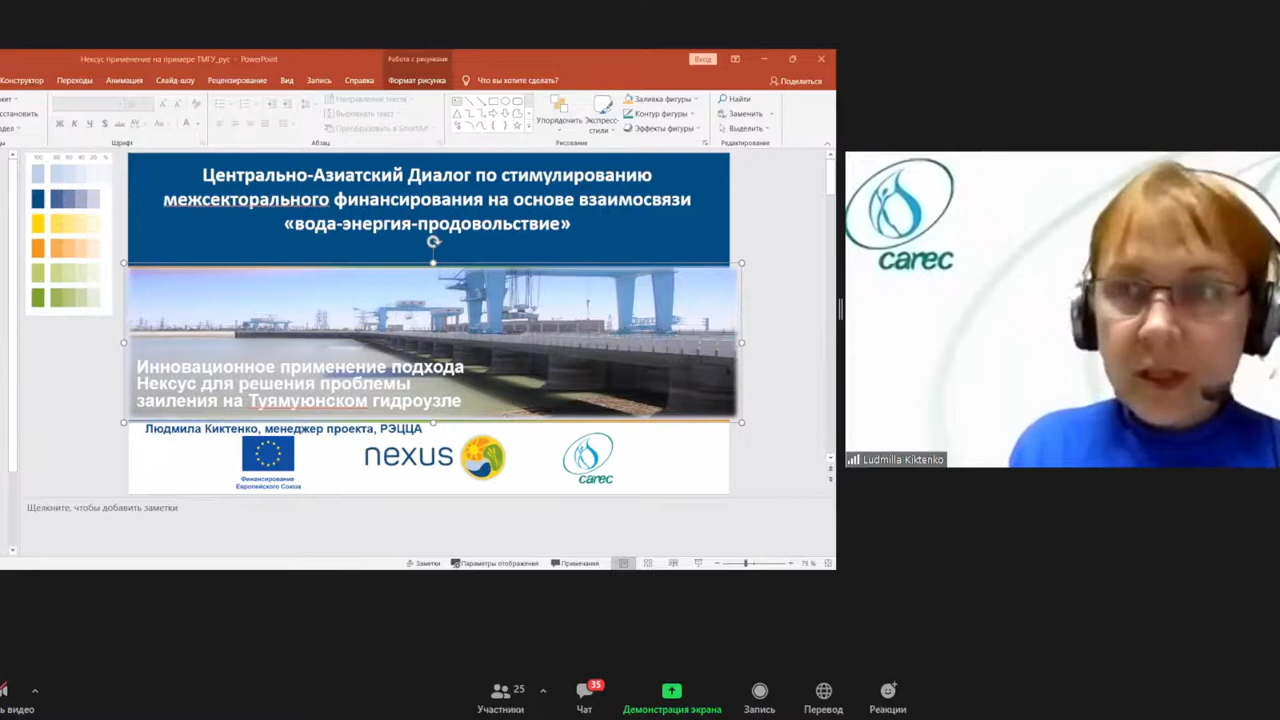 Нексус применение на примере ТМГУ_рус - PowerPoint
Работа с рисунками
Вход
Конструктор
Переходы
Анимация
Слайд-шоу
Рецензирование
Вид
Запись
Справка
Формат рисунка
Что вы хотите сделать?
Поделиться
Направление текста
Выровнять текст
Преобразовать в SmartArt
Упорядочить
Экспресс-
стили
Заливка фигуры
Контур фигуры
Эффекты фигуры
Найти
Заменить
Выделить
Шрифт
Абзац
Рисование
Редактирование
100 80 60 40 20 %
Центрально-Азиатский Диалог по стимулированию
межсекторального финансирования на основе взаимосвязи
«вода-энергия-продовольствие»
Инновационное применение подхода
Нексус для решения проблемы
заиления на Туямуюнском гидроузле
Людмила Киктенко, менеджер проекта, РЭЦЦА
Финансирование
Европейского Союза
nexus
carec
Щелкните, чтобы добавить заметки
Заметки
Параметры отображения
Примечания
75 %
carec
Ludmilla Kiktenko
видео
25
Участники
35
Чат
Демонстрация экрана
Запись
Перевод
Реакции